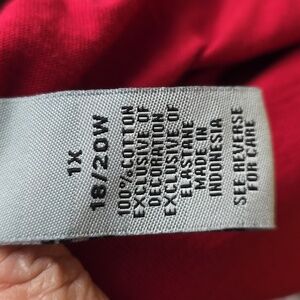 1X
18/20W
100% COTTON
EXCLUSIVE OF
DECORATION
EXCLUSIVE OF
ELASTANE
MADE IN
INDONESIA
SEE REVERSE
FOR CARE